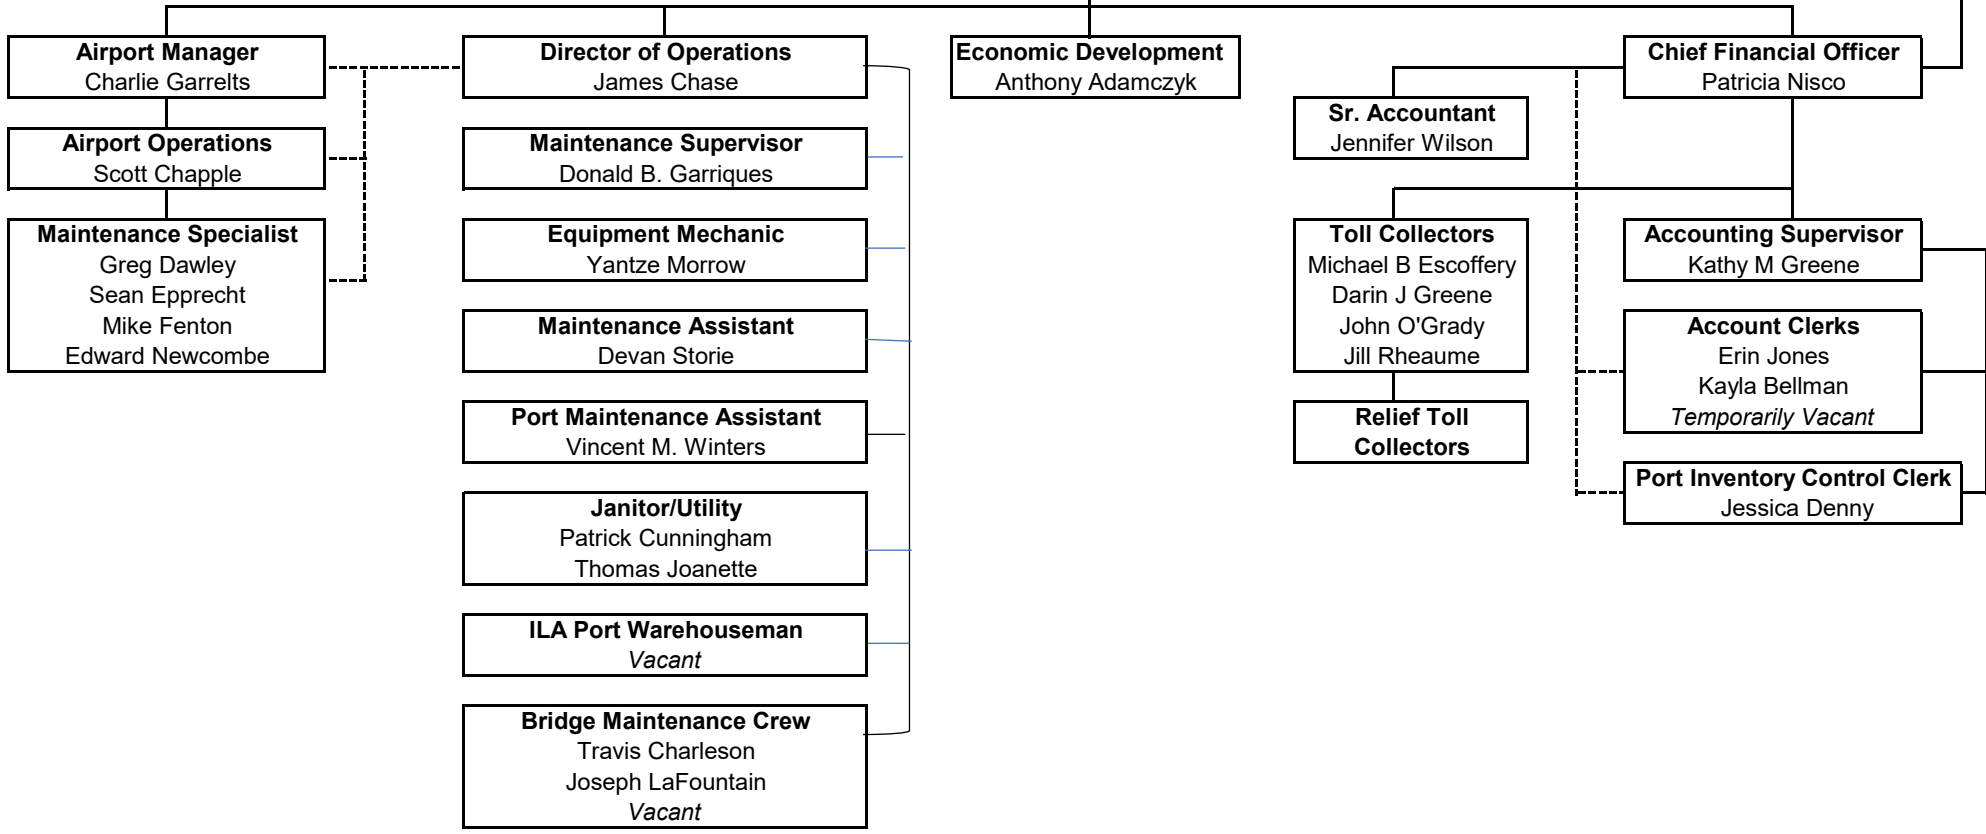 Airport Manager
Charlie Garrelts
Airport Operations
Scott Chapple
Maintenance Specialist
Greg Dawley
Sean Epprecht
Mike Fenton
Edward Newcombe
Director of Operations
James Chase
Maintenance Supervisor
Donald B. Garriques
Equipment Mechanic
Yantze Morrow
Maintenance Assistant
Devan Storie
Port Maintenance Assistant
Vincent M. Winters
Janitor/Utility
Patrick Cunningham
Thomas Joanette
ILA Port Warehouseman
Vacant
Bridge Maintenance Crew
Travis Charleson
Joseph LaFountain
Vacant
Economic Development
Anthony Adamczyk
Chief Financial Officer
Patricia Nisco
Sr. Accountant
Jennifer Wilson
Toll Collectors
Michael B Escoffery
Darin J Greene
John O'Grady
Jill Rheaume
Relief Toll
Collectors
Accounting Supervisor
Kathy M Greene
Account Clerks
Erin Jones
Kayla Bellman
Temporarily Vacant
Port Inventory Control Clerk
Jessica Denny